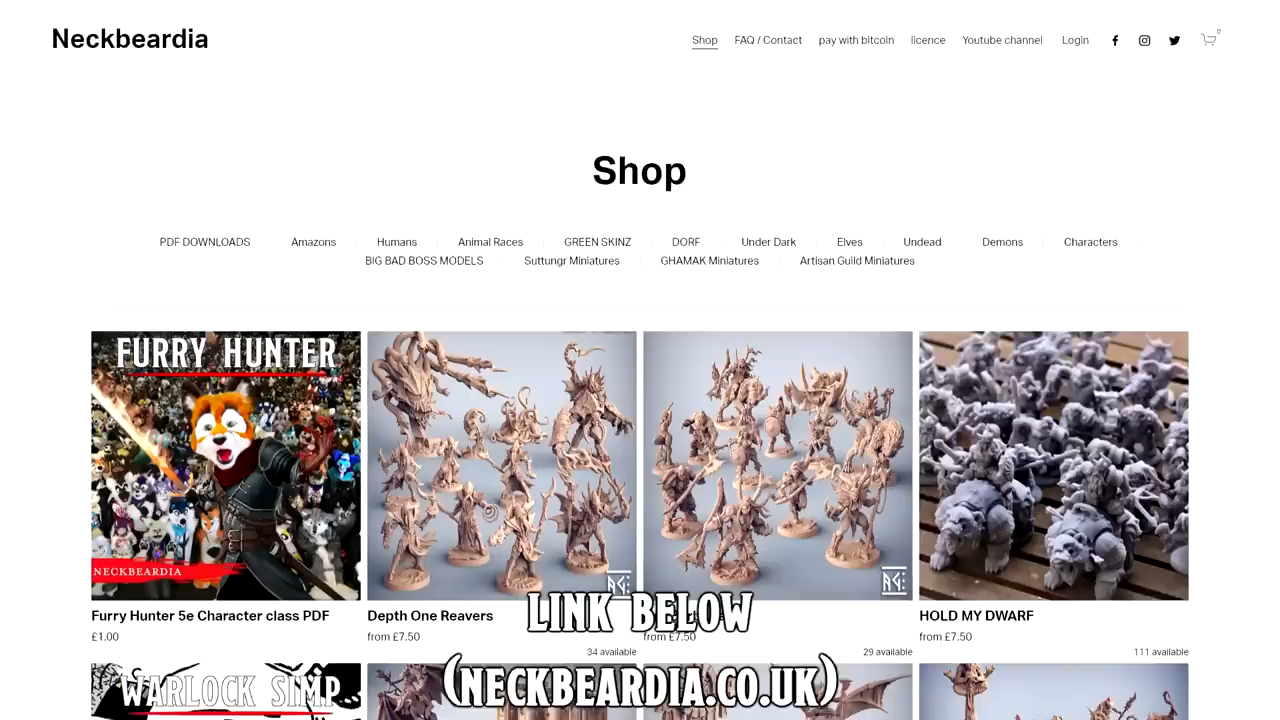 Neckbeardia
Shop
FAQ / Contact
pay with bitcoin
licence
Youtube channel
Login
0
Shop
PDF DOWNLOADS
Amazons
Humans
Animal Races
GREEN SKINZ
DORF
Under Dark
Elves
Undead
Demons
Characters
BIG BAD BOSS MODELS
Suttungr Miniatures
GHAMAK Miniatures
Artisan Guild Miniatures
FURRY HUNTER
NECKBEARDIA
Furry Hunter 5e Character class PDF
£1.00
Depth One Reavers
from £7.50
34 available
from £7.50
29 available
HOLD MY DWARF
from £7.50
111 available
LINK BELOW
(NECKBEARDIA.CO.UK)
WARLOCK SIMP